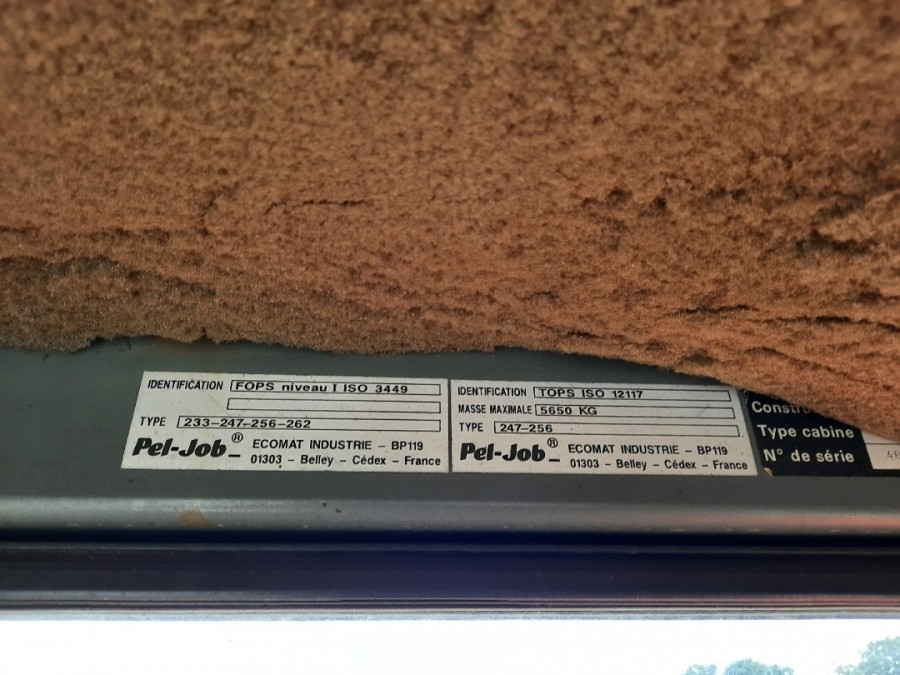 IDENTIFICATION FOPS niveau I ISO 3449
TYPE 233-247-256-262
Pel-Job® ECOMAT INDUSTRIE - BP119
01303 - Belley - Cédex - France
IDENTIFICATION TOPS ISO 12117
MASSE MAXIMALE 5650 KG
TYPE 247-256
Pel-Job® ECOMAT INDUSTRIE - BP119
01303 - Belley - Cédex - France
Type cabine
N° de série